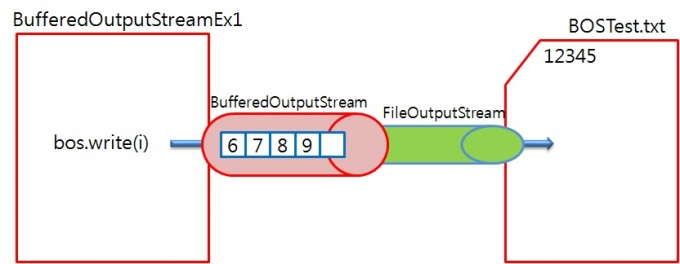 BufferedOutputStreamEx1
BOSTest.txt
12345
BufferedOutputStream
FileOutputStream
bos.write(i)
6 7 8 9